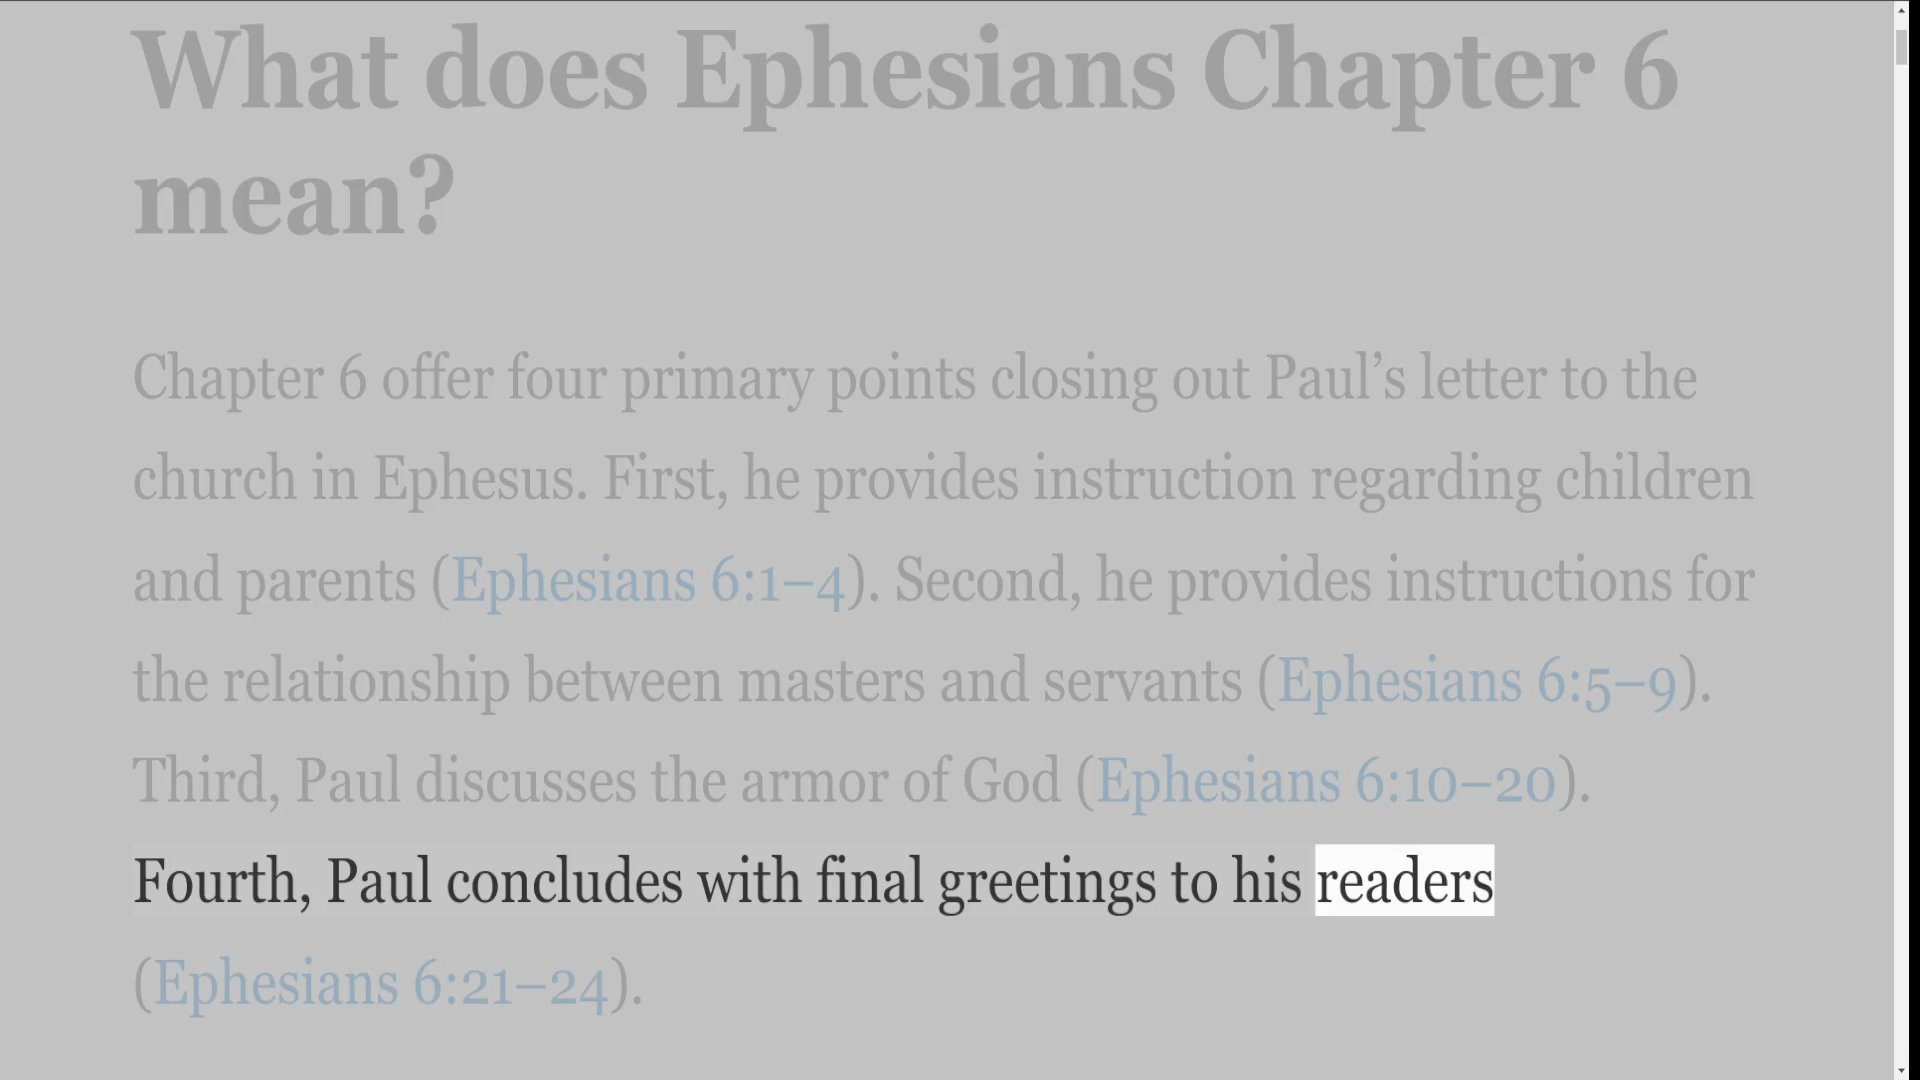 What does Ephesians Chapter 6
mean?
Chapter 6 offer four primary points closing out Paul’s letter to the
church in Ephesus. First, he provides instruction regarding children
and parents (Ephesians 6:1–4). Second, he provides instructions for
the relationship between masters and servants (Ephesians 6:5–9).
Third, Paul discusses the armor of God (Ephesians 6:10–20).
Fourth, Paul concludes with final greetings to his readers
(Ephesians 6:21–24).